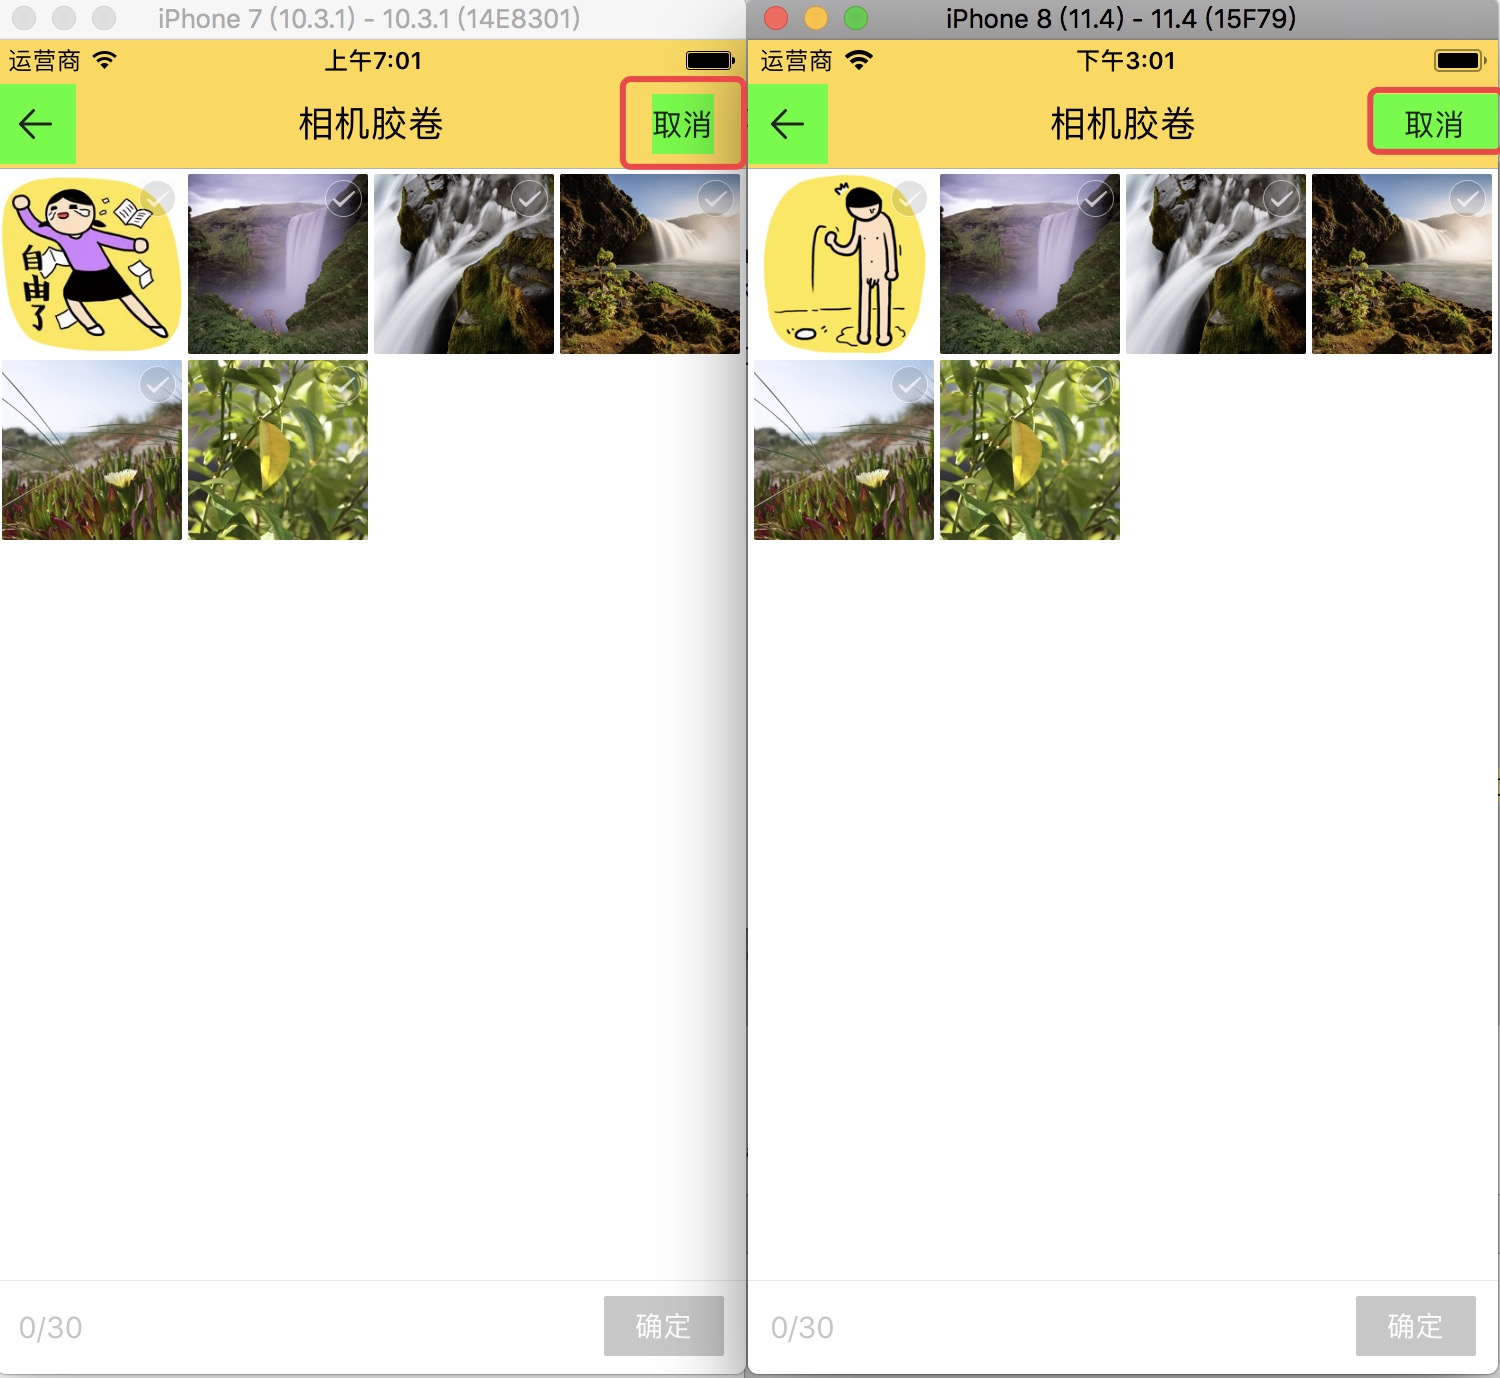 iPhone 7 (10.3.1) - 10.3.1 (14E8301)
运营商
上午7:01
相机胶卷
取消
自由了
0/30
确定
iPhone 8 (11.4) - 11.4 (15F79)
运营商
下午3:01
相机胶卷
取消
0/30
确定